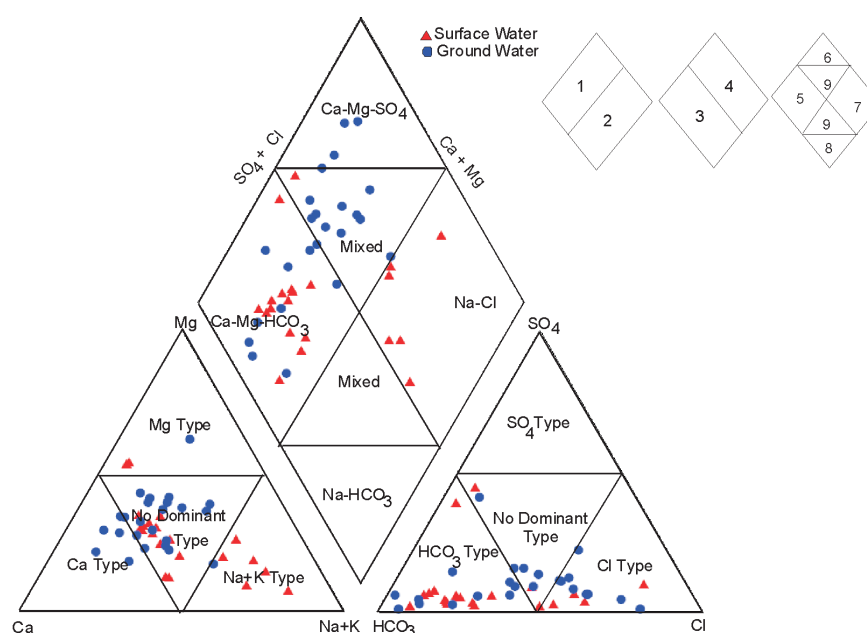 Surface Water
Ground Water
Ca-Mg-SO4
SO4 + Cl
Ca + Mg
Mixed
Na-Cl
Ca-Mg-HCO3
Mixed
Na-HCO3
1
2
4
3
6
9
5
7
9
8
Mg
Mg Type
No Dominant
Type
Ca Type
Na+K Type
Ca
Na+K
SO4
SO4 Type
No Dominant
Type
HCO3 Type
Cl Type
HCO3
Cl